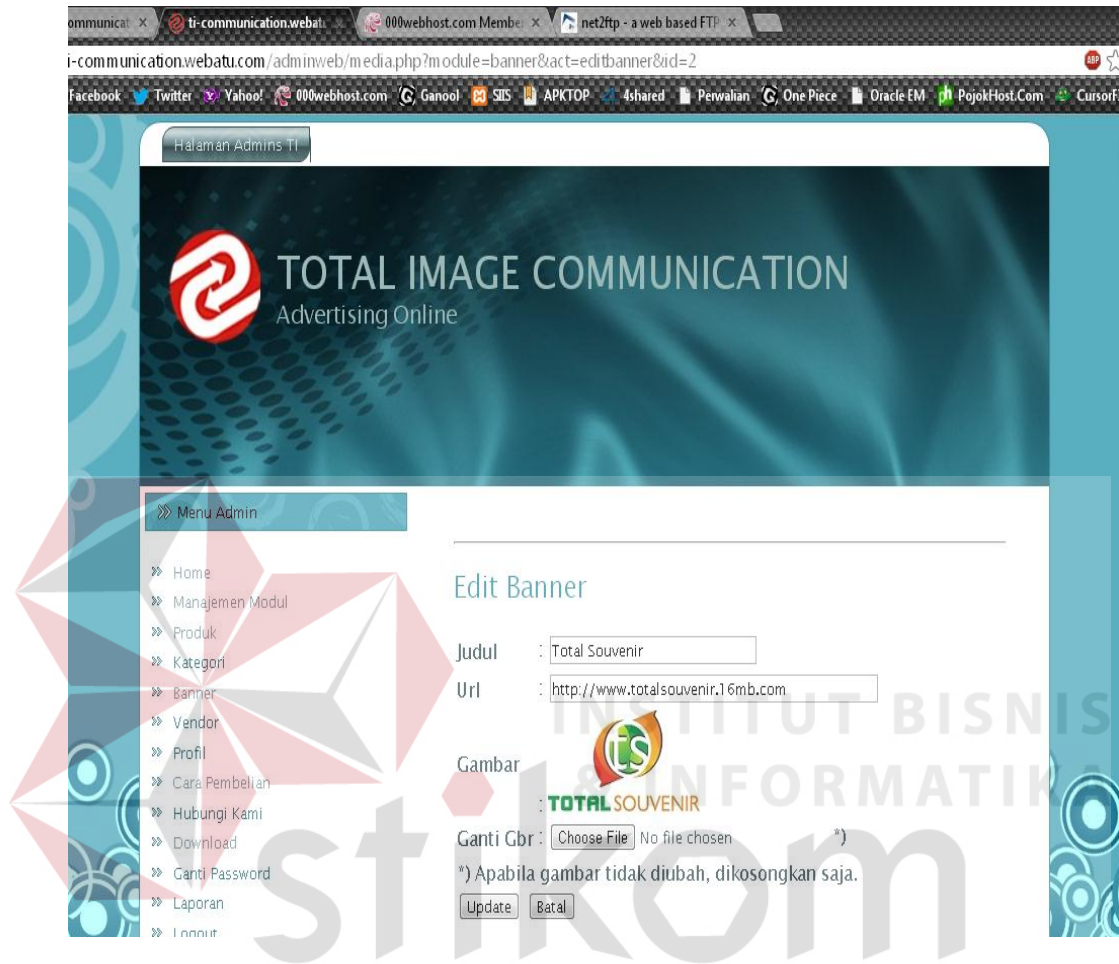 ommunicat
ti-communication.webatu
000webhost.com Member
net2ftp - a web based FTP
i-communication.webatu.com/adminweb/media.php?module=banner&act=editbanner&id=2
ABP
Facebook Twitter Yahoo! 000webhost.com Ganool SIIS APKTOP 4shared Perwalian One Piece Oracle EM PojokHost.Com CursorF
Halaman Admins TI
TOTAL IMAGE COMMUNICATION
Advertising Online
Menu Admin
Home
Manajemen Modul
Produk
Kategori
Banner
Vendor
Profil
Cara Pembelian
Hubungi Kami
Download
Ganti Password
Laporan
Logout
Edit Banner
Judul : Total Souvenir
Url : http://www.totalsouvenir.16mb.com
Gambar
ts
: TOTAL SOUVENIR
Ganti Gbr : Choose File No file chosen *)
*) Apabila gambar tidak diubah, dikosongkan saja.
Update Batal
INSTITUT BISNIS
& INFORMATIKA
stikom